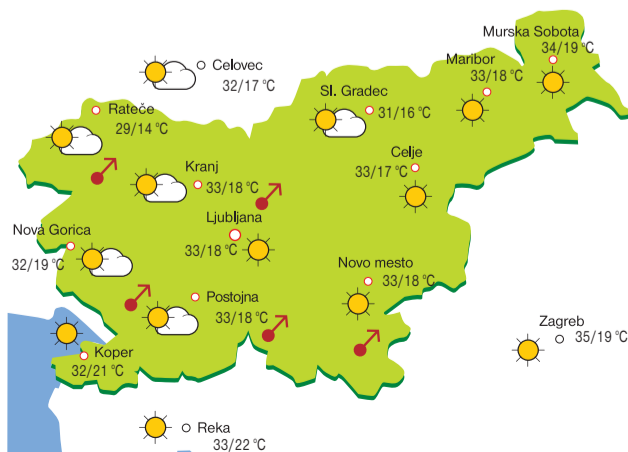 Murska Sobota
34/19 °C
Celovec
32/17 °C
Maribor
33/18 °C
Sl. Gradec
31/16 °C
Rateče
29/14 °C
Celje
33/17 °C
Kranj
33/18 °C
Ljubljana
33/18 °C
Nova Gorica
32/19 °C
Novo mesto
33/18 °C
Postojna
33/18 °C
Zagreb
35/19 °C
Koper
32/21 °C
Reka
33/22 °C